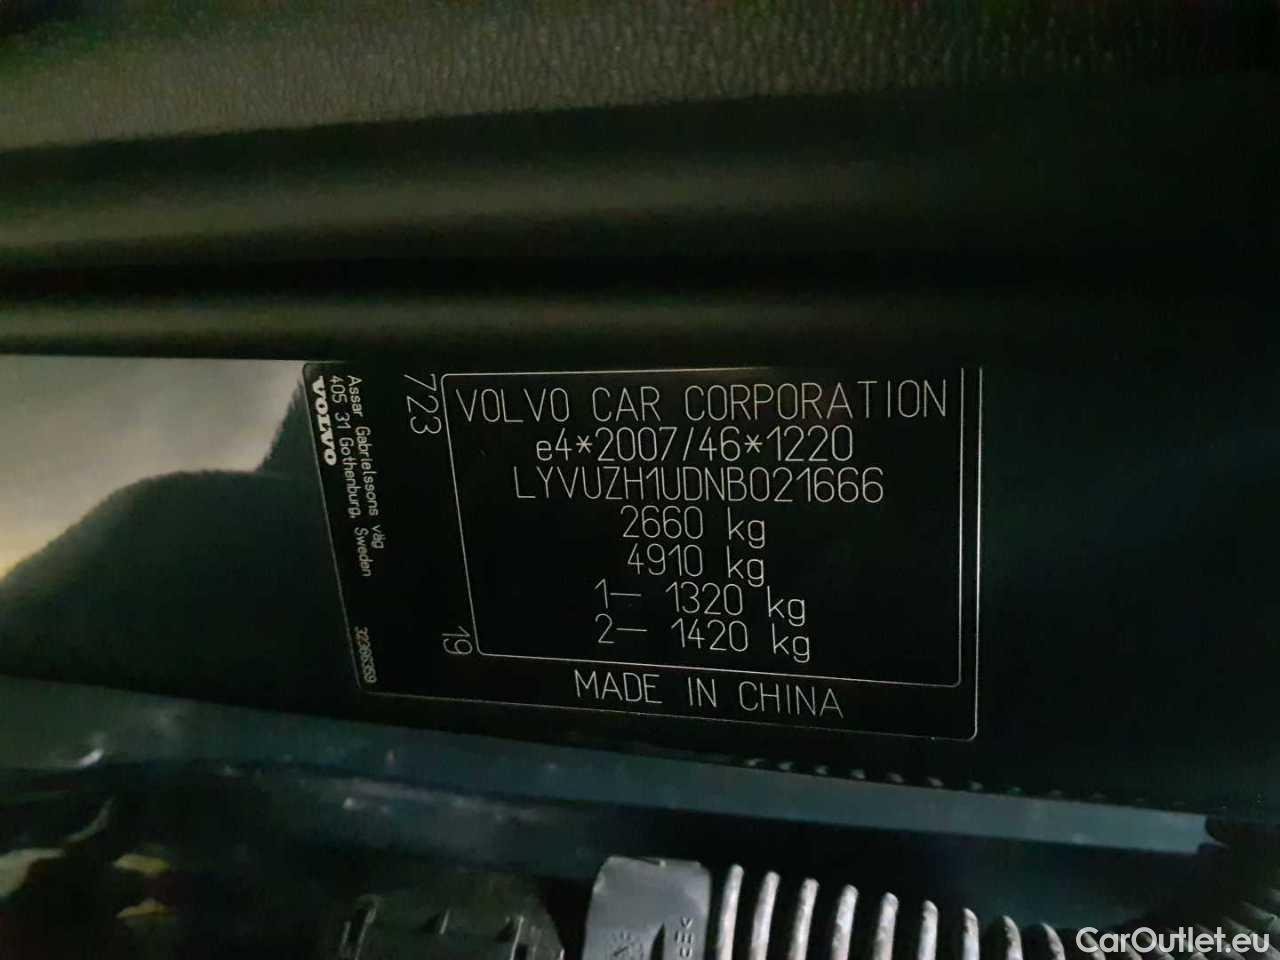 VOLVO
Assar Gabrielssons väg
405 31 Gothenburg, Sweden
32366359
723
19
VOLVO CAR CORPORATION
e4*2007/46*1220
LYVUZH1UDNB021666
2660 kg
4910 kg
1— 1320 kg
2— 1420 kg
MADE IN CHINA
CarOutlet.eu